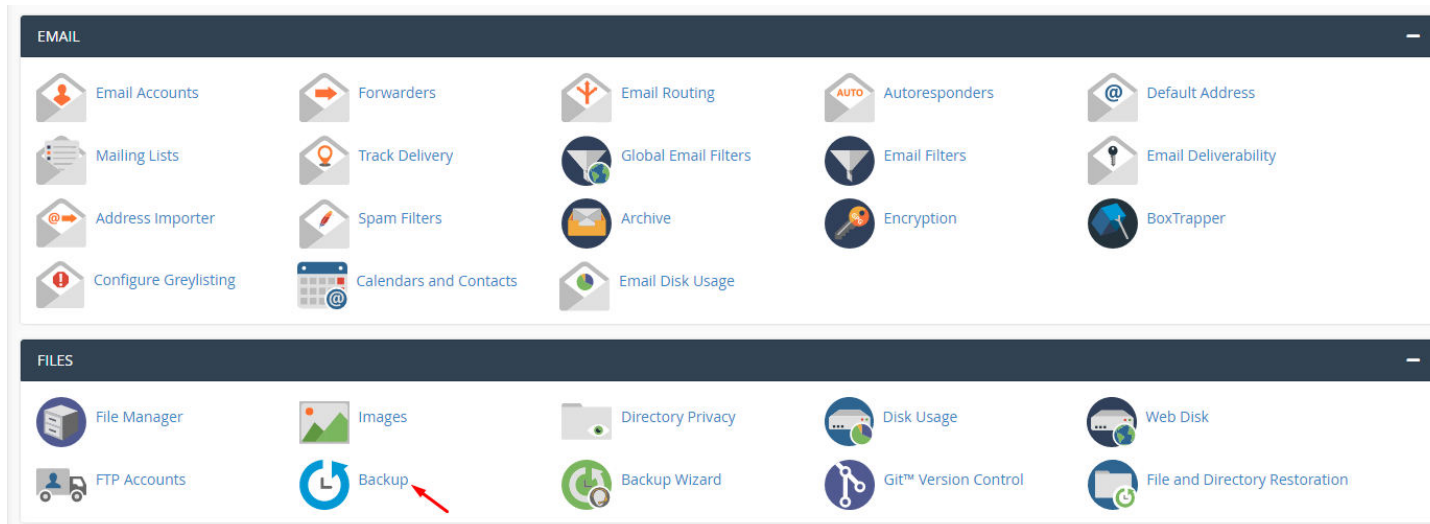 EMAIL
Email Accounts
Forwarders
Email Routing
AUTO
Autoresponders
@
Default Address
Mailing Lists
Track Delivery
Global Email Filters
Email Filters
Email Deliverability
@
Address Importer
Spam Filters
Archive
Encryption
BoxTrapper
Configure Greylisting
@
Calendars and Contacts
Email Disk Usage
FILES
File Manager
Images
Directory Privacy
Disk Usage
Web Disk
FTP Accounts
Backup
Backup Wizard
Git™ Version Control
File and Directory Restoration